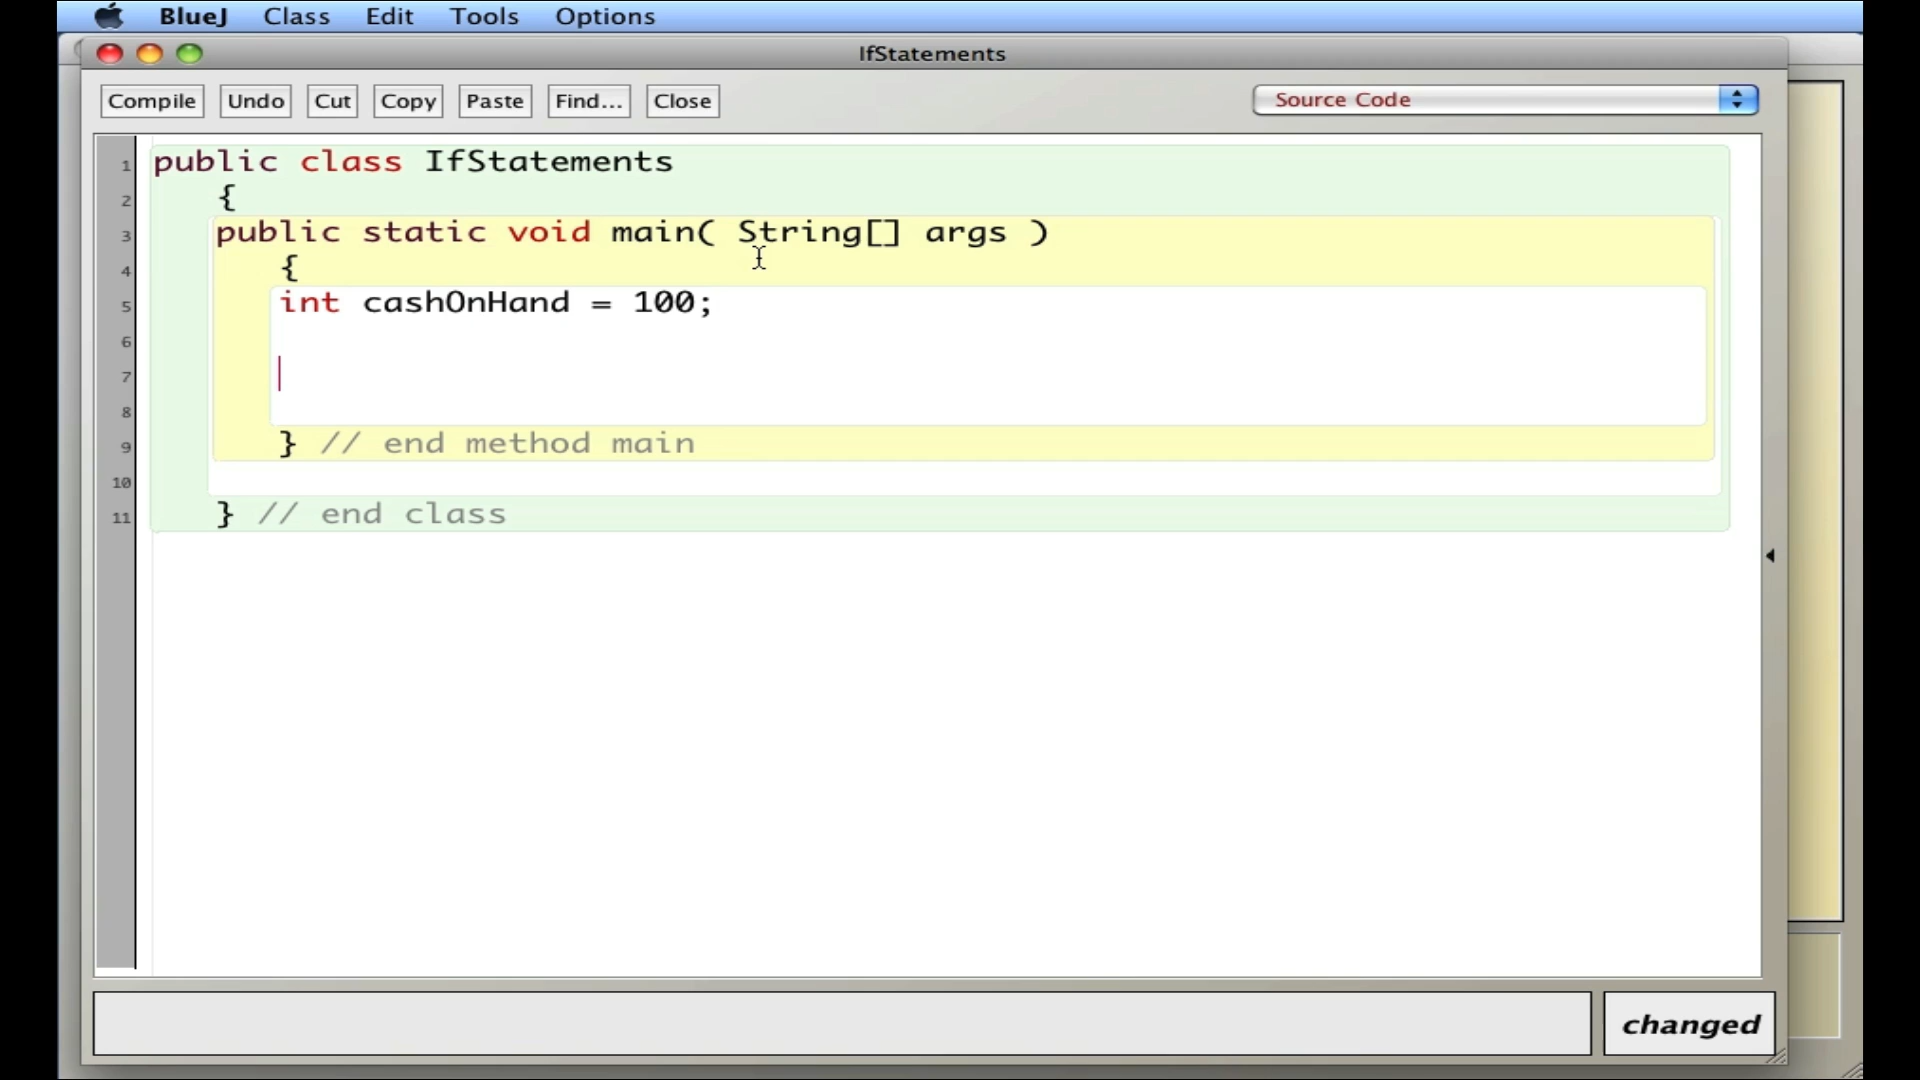 BlueJ Class Edit Tools Options
IfStatements
Compile Undo Cut Copy Paste Find... Close Source Code
1 public class IfStatements
2 {
3 public static void main( String[] args )
4 {
5 int cashOnHand = 100;
6
7
8
9 } // end method main
10
11 } // end class
changed